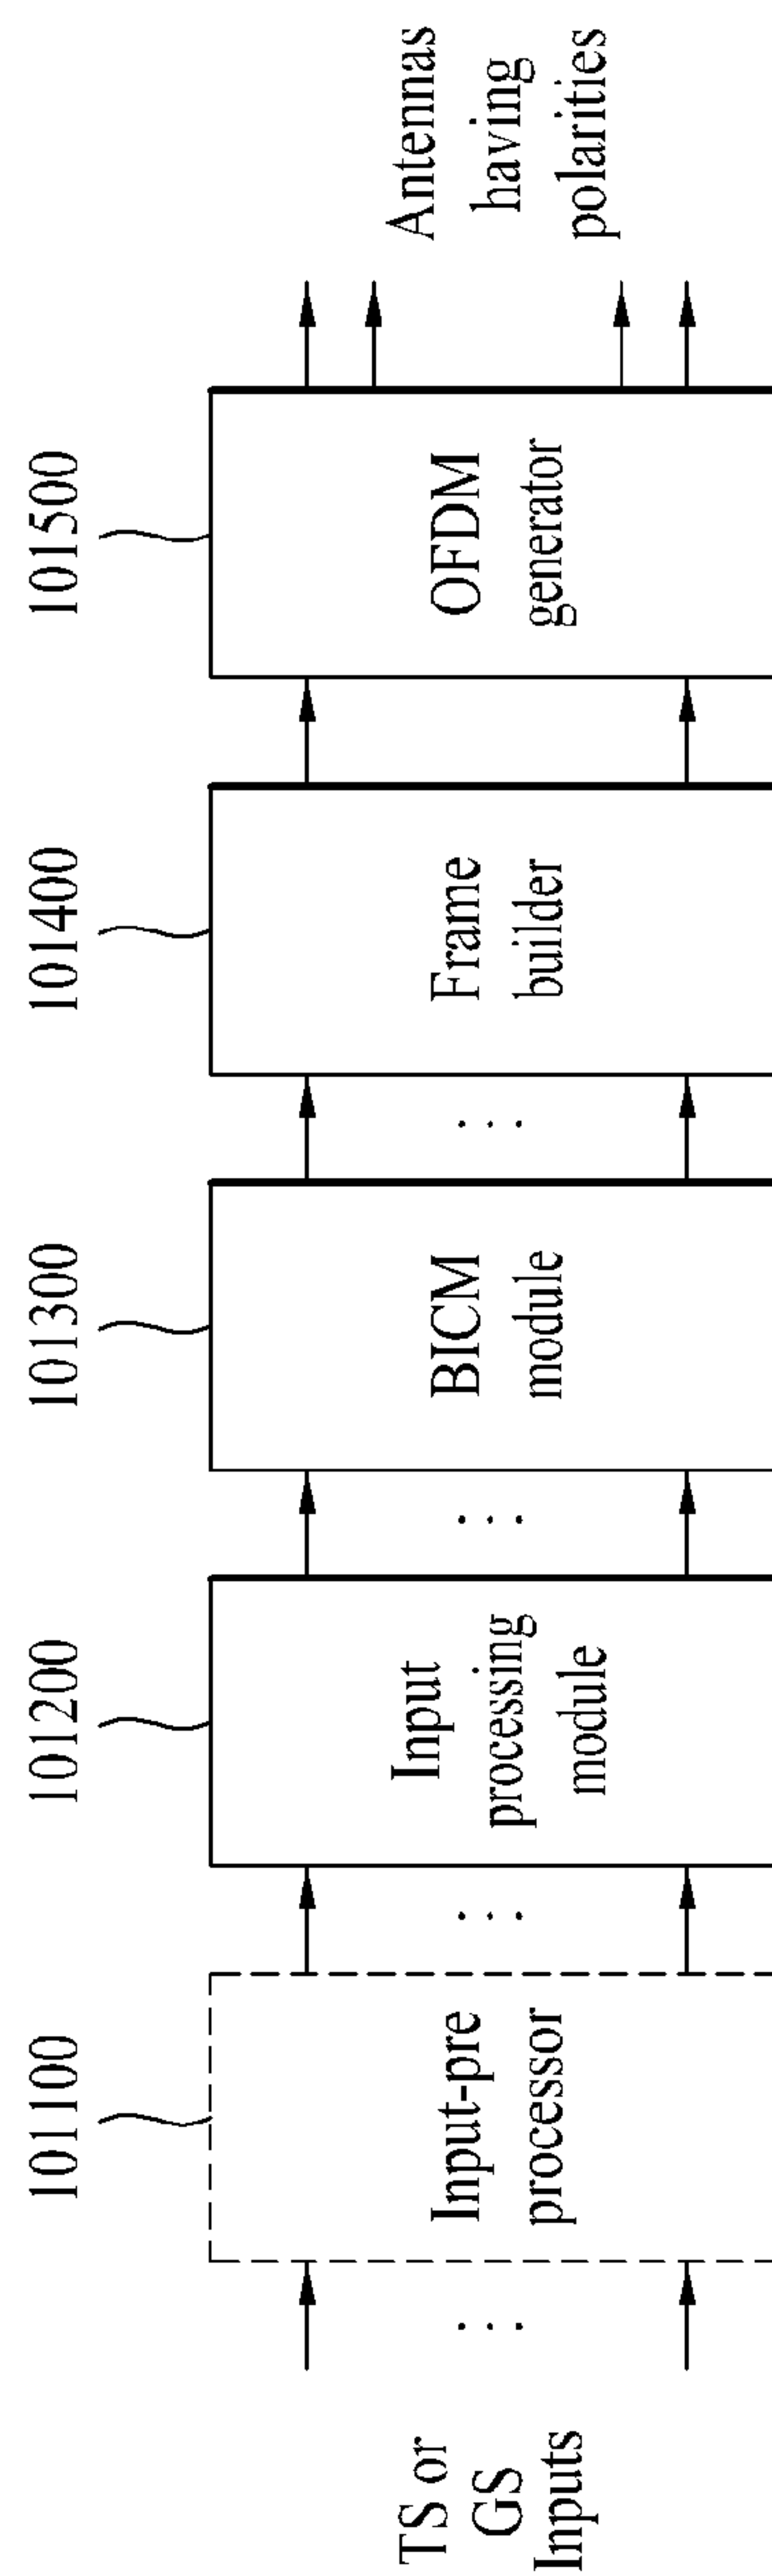 101100
101200
101300
101400
101500
TS or
GS
Inputs
...
Input-pre
processor
...
Input
processing
module
...
BICM
module
...
Frame
builder
OFDM
generator
Antennas
having
polarities